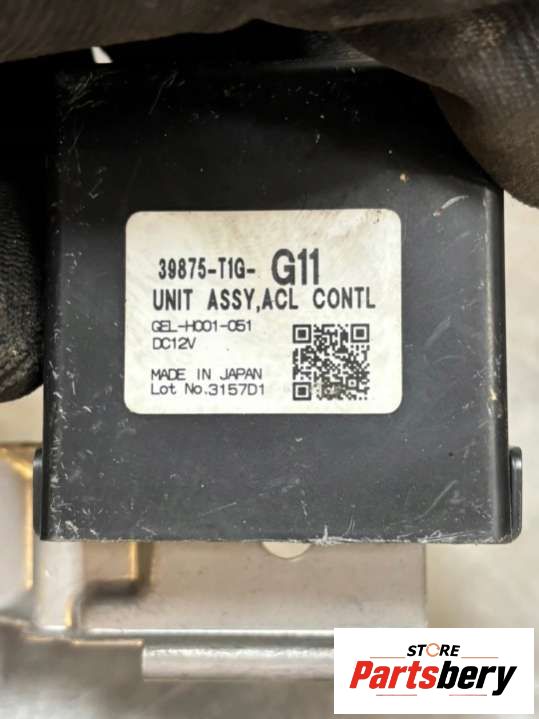 39875-T1G- G11
UNIT ASSY,ACL CONTL
GEL-H001-051
DC12V
MADE IN JAPAN
Lot No.3157D1
STORE
Partsbery